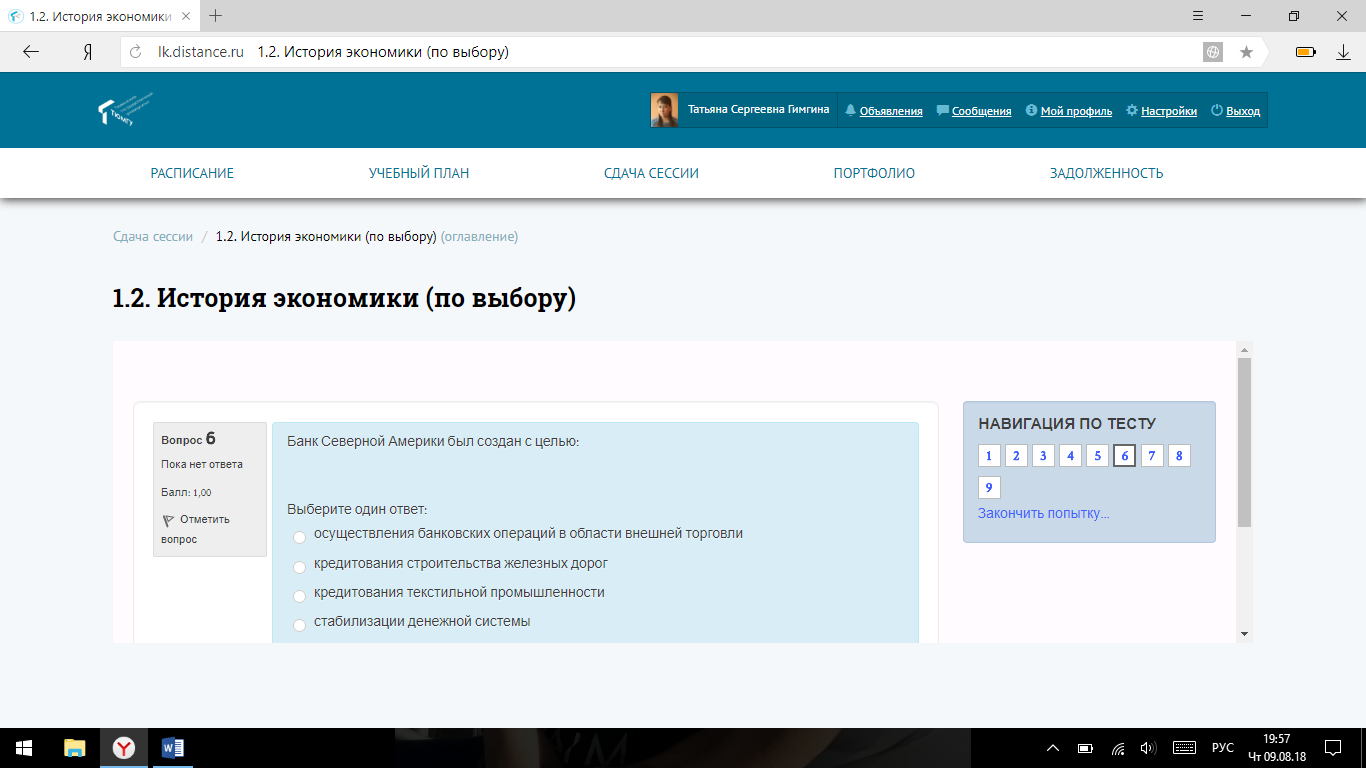 1.2. История экономики
lk.distance.ru 1.2. История экономики (по выбору)
ТюмГУ
Татьяна Сергеевна Гимгина Объявления Сообщения Мой профиль Настройки Выход
РАСПИСАНИЕ УЧЕБНЫЙ ПЛАН СДАЧА СЕССИИ ПОРТФОЛИО ЗАДОЛЖЕННОСТЬ
Сдача сессии / 1.2. История экономики (по выбору) (оглавление)
1.2. История экономики (по выбору)
Вопрос 6
Пока нет ответа
Балл: 1,00
Отметить
вопрос
Банк Северной Америки был создан с целью:
Выберите один ответ:
осуществления банковских операций в области внешней торговли
кредитования строительства железных дорог
кредитования текстильной промышленности
стабилизации денежной системы
НАВИГАЦИЯ ПО ТЕСТУ
1 2 3 4 5 6 7 8
9
Закончить попытку...
РУС
19:57
Чт 09.08.18